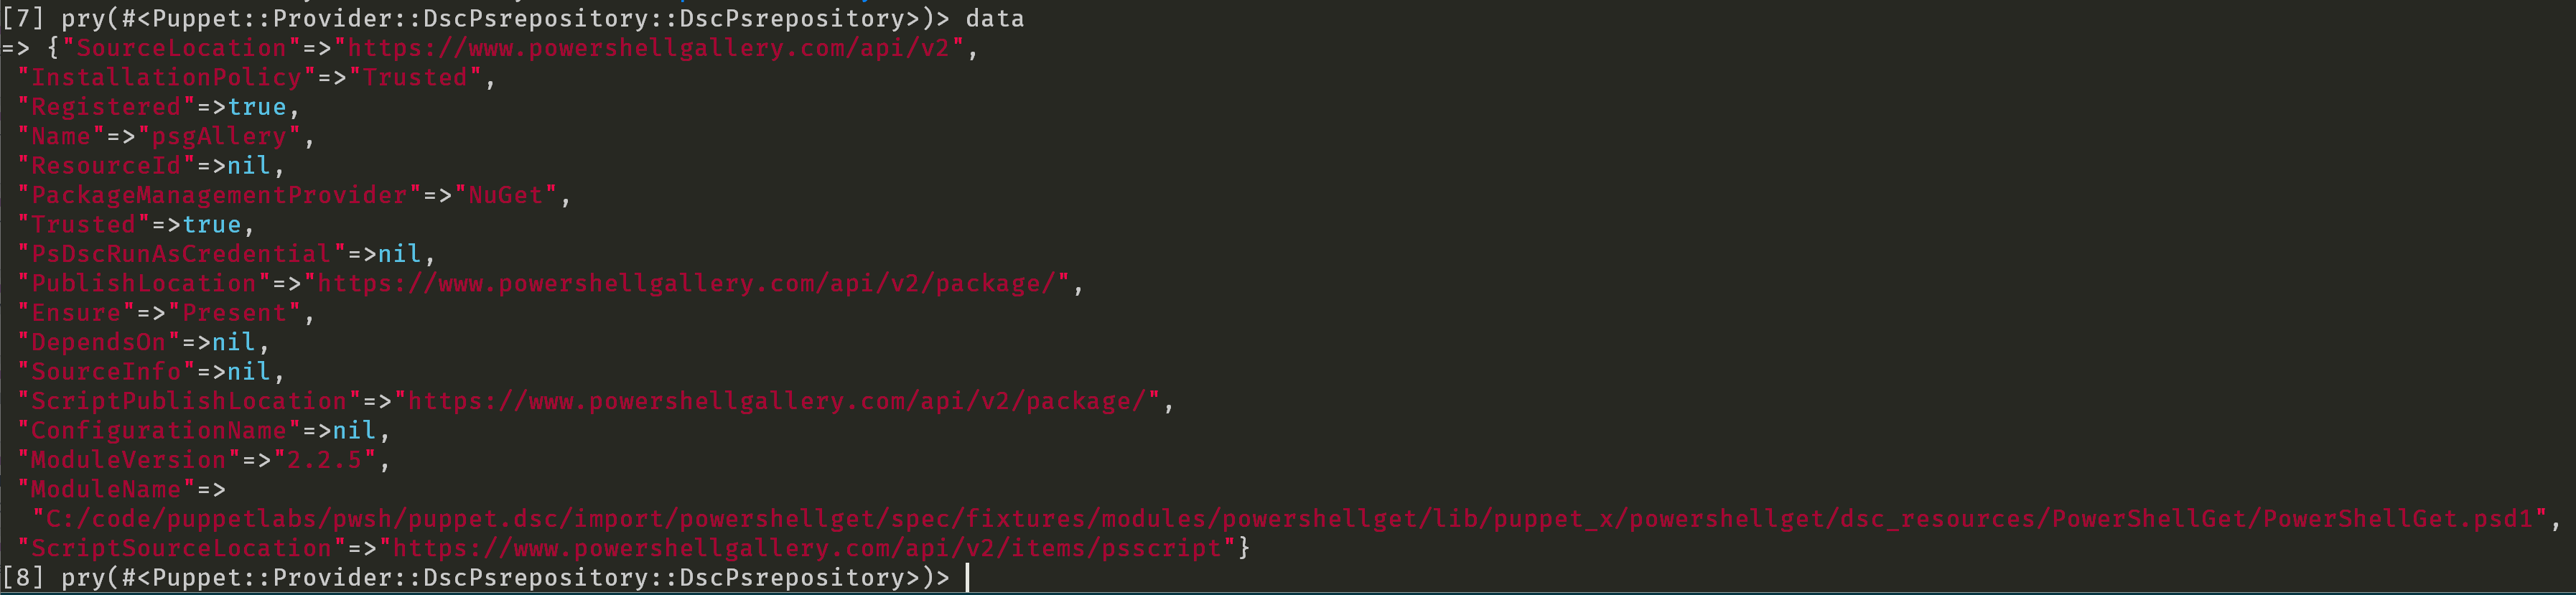 [7] pry(#<Puppet::Provider::DscPsrepository::DscPsrepository>)> data
=> {"SourceLocation"=>"https://www.powershellgallery.com/api/v2",
"InstallationPolicy"=>"Trusted",
"Registered"=>true,
"Name"=>"psgAllery",
"ResourceId"=>nil,
"PackageManagementProvider"=>"NuGet",
"Trusted"=>true,
"PsDscRunAsCredential"=>nil,
"PublishLocation"=>"https://www.powershellgallery.com/api/v2/package/",
"Ensure"=>"Present",
"DependsOn"=>nil,
"SourceInfo"=>nil,
"ScriptPublishLocation"=>"https://www.powershellgallery.com/api/v2/package/",
"ConfigurationName"=>nil,
"ModuleVersion"=>"2.2.5",
"ModuleName"=>
"C:/code/puppetlabs/pwsh/puppet.dsc/import/powershellget/spec/fixtures/modules/powershellget/lib/puppet_x/powershellget/dsc_resources/PowerShellGet/PowerShellGet.psd1",
"ScriptSourceLocation"=>"https://www.powershellgallery.com/api/v2/items/psscript"}
[8] pry(#<Puppet::Provider::DscPsrepository::DscPsrepository>)>